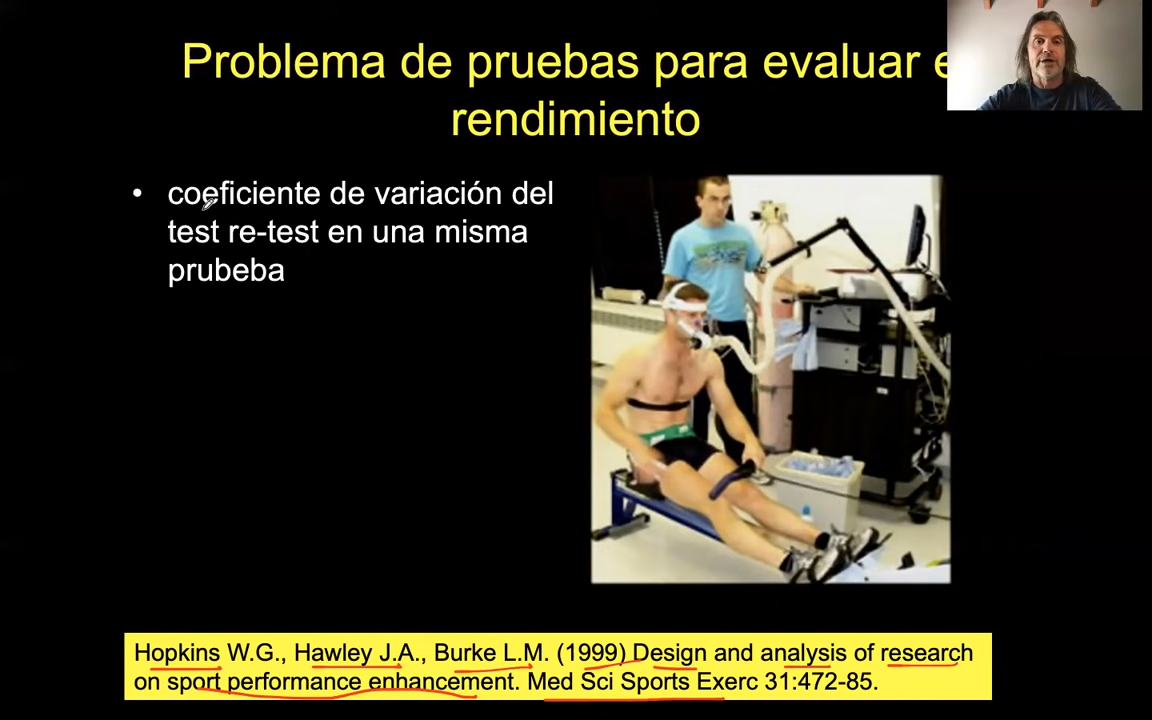 Problema de pruebas para evaluar e
rendimiento
• coeficiente de variación del
test re-test en una misma
prubeba
Hopkins W.G., Hawley J.A., Burke L.M. (1999) Design and analysis of research
on sport performance enhancement. Med Sci Sports Exerc 31:472-85.